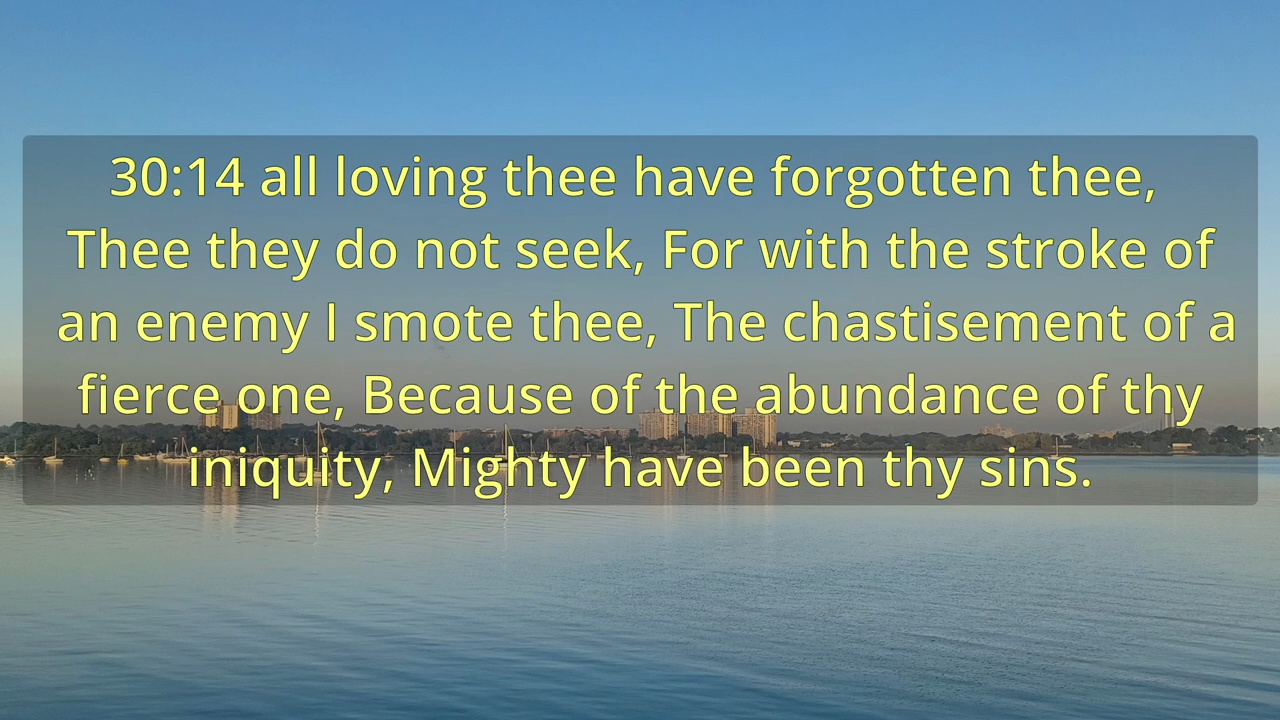 30:14 all loving thee have forgotten thee,
Thee they do not seek, For with the stroke of
an enemy I smote thee, The chastisement of a
fierce one, Because of the abundance of thy
iniquity, Mighty have been thy sins.